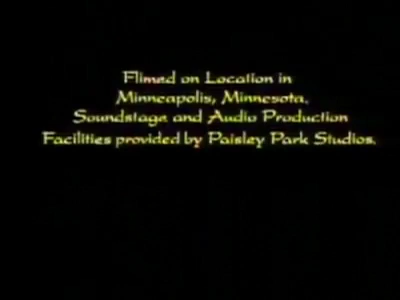 Flimed on Location in
Minneapolis, Minnesota.
Soundstage and Audio Production
Facilities provided by Paisley Park Studios.